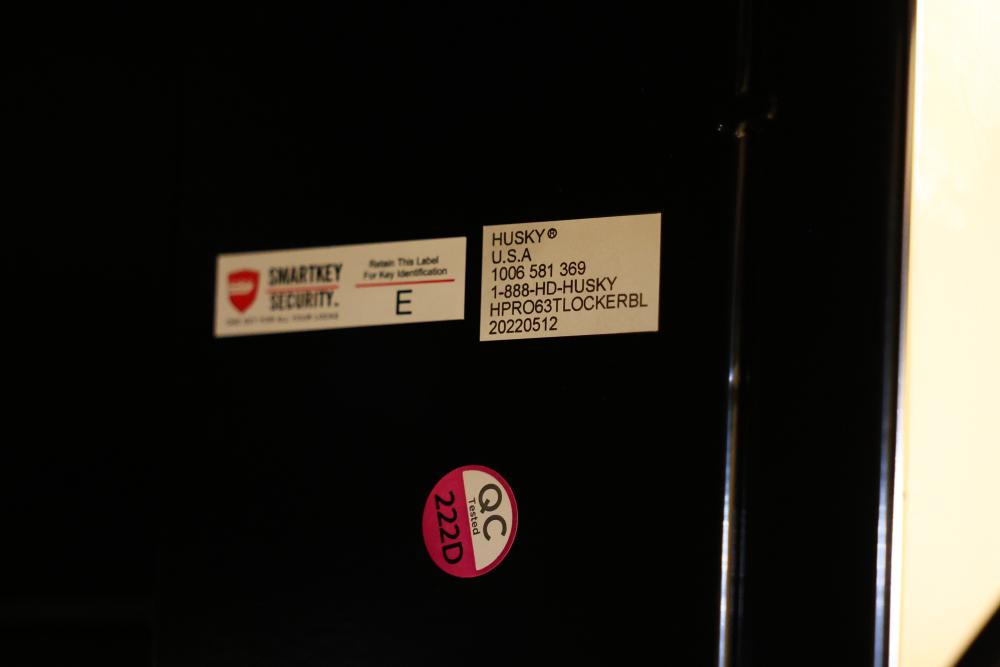 SMARTKEY
SECURITY™
Retain This Label
For Key Identification
E
HUSKY®
U.S.A
1006 581 369
1-888-HD-HUSKY
HPRO63TLOCKERBL
20220512
QC
Tested
222D